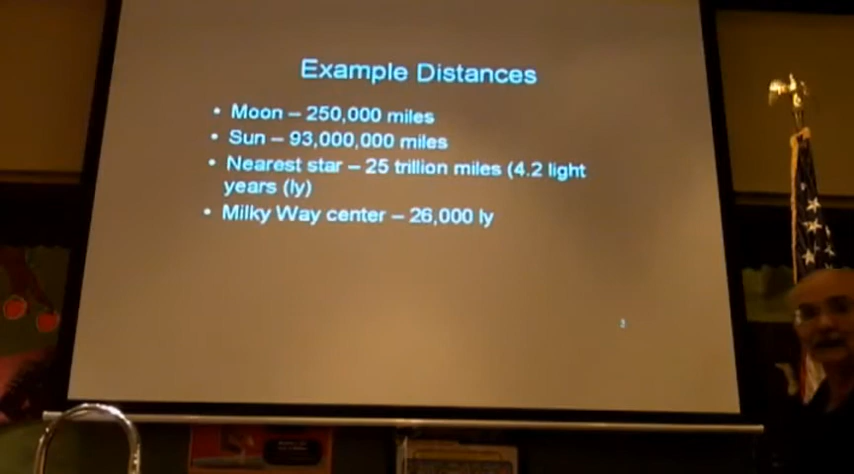 Example Distances
• Moon – 250,000 miles
• Sun – 93,000,000 miles
• Nearest star – 25 trillion miles (4.2 light
years (ly)
• Milky Way center – 26,000 ly